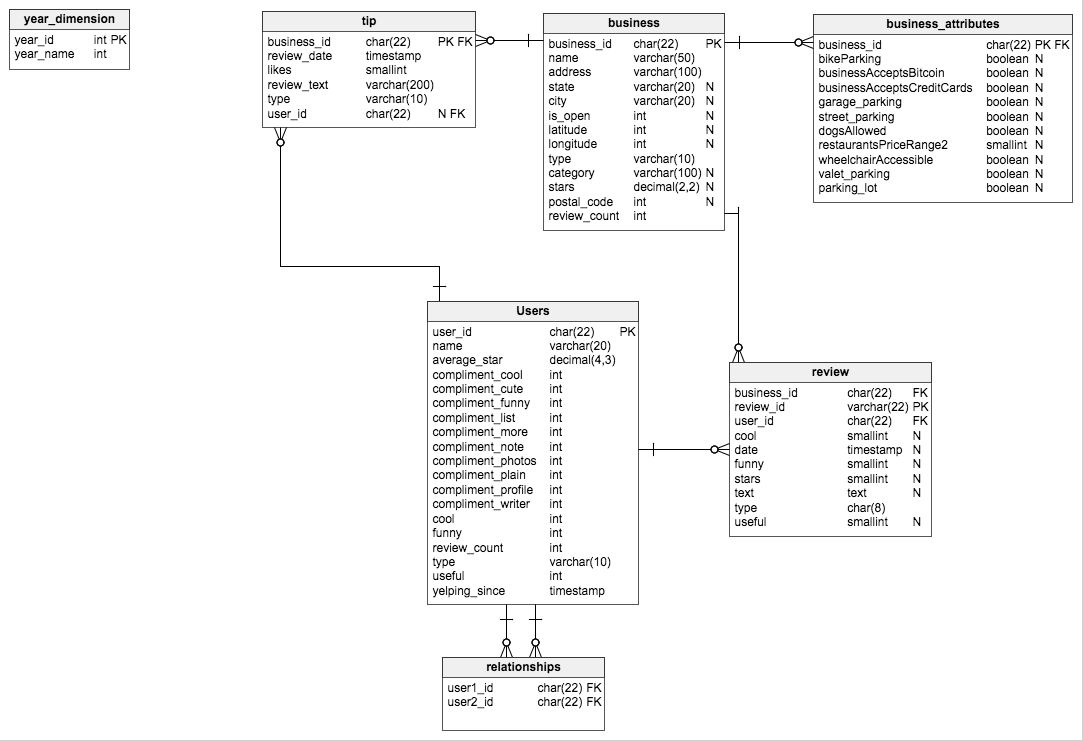 year_dimension
year_id int PK
year_name int
tip
business_id char(22) PK FK
review_date timestamp
likes smallint
review_text varchar(200)
type varchar(10)
user_id char(22) N FK
business
business_id char(22) PK
name varchar(50)
address varchar(100)
state varchar(20) N
city varchar(20) N
is_open int N
latitude int N
longitude int N
type varchar(10)
category varchar(100) N
stars decimal(2,2) N
postal_code int N
review_count int
business_attributes
business_id char(22) PK FK
bikeParking boolean N
businessAcceptsBitcoin boolean N
businessAcceptsCreditCards boolean N
garage_parking boolean N
street_parking boolean N
dogsAllowed boolean N
restaurantsPriceRange2 smallint N
wheelchairAccessible boolean N
valet_parking boolean N
parking_lot boolean N
Users
user_id char(22) PK
name varchar(20)
average_star decimal(4,3)
compliment_cool int
compliment_cute int
compliment_funny int
compliment_list int
compliment_more int
compliment_note int
compliment_photos int
compliment_plain int
compliment_profile int
compliment_writer int
cool int
funny int
review_count int
type varchar(10)
useful int
yelping_since timestamp
review
business_id char(22) FK
review_id varchar(22) PK
user_id char(22) FK
cool smallint N
date timestamp N
funny smallint N
stars smallint N
text text N
type char(8)
useful smallint N
relationships
user1_id char(22) FK
user2_id char(22) FK